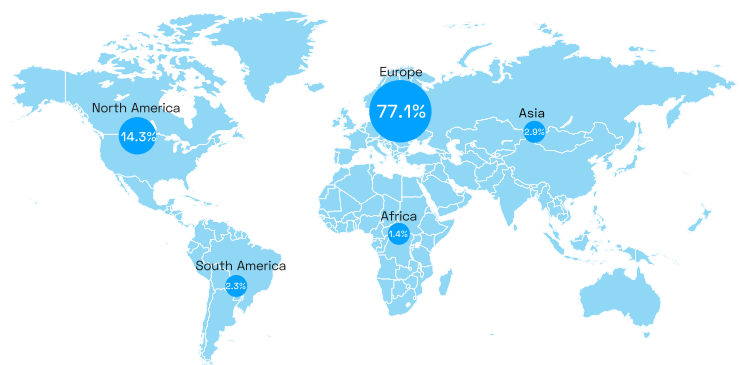 Europe
77.1%
North America
14.3%
Asia
2.9%
Africa
1.4%
South America
2.3%